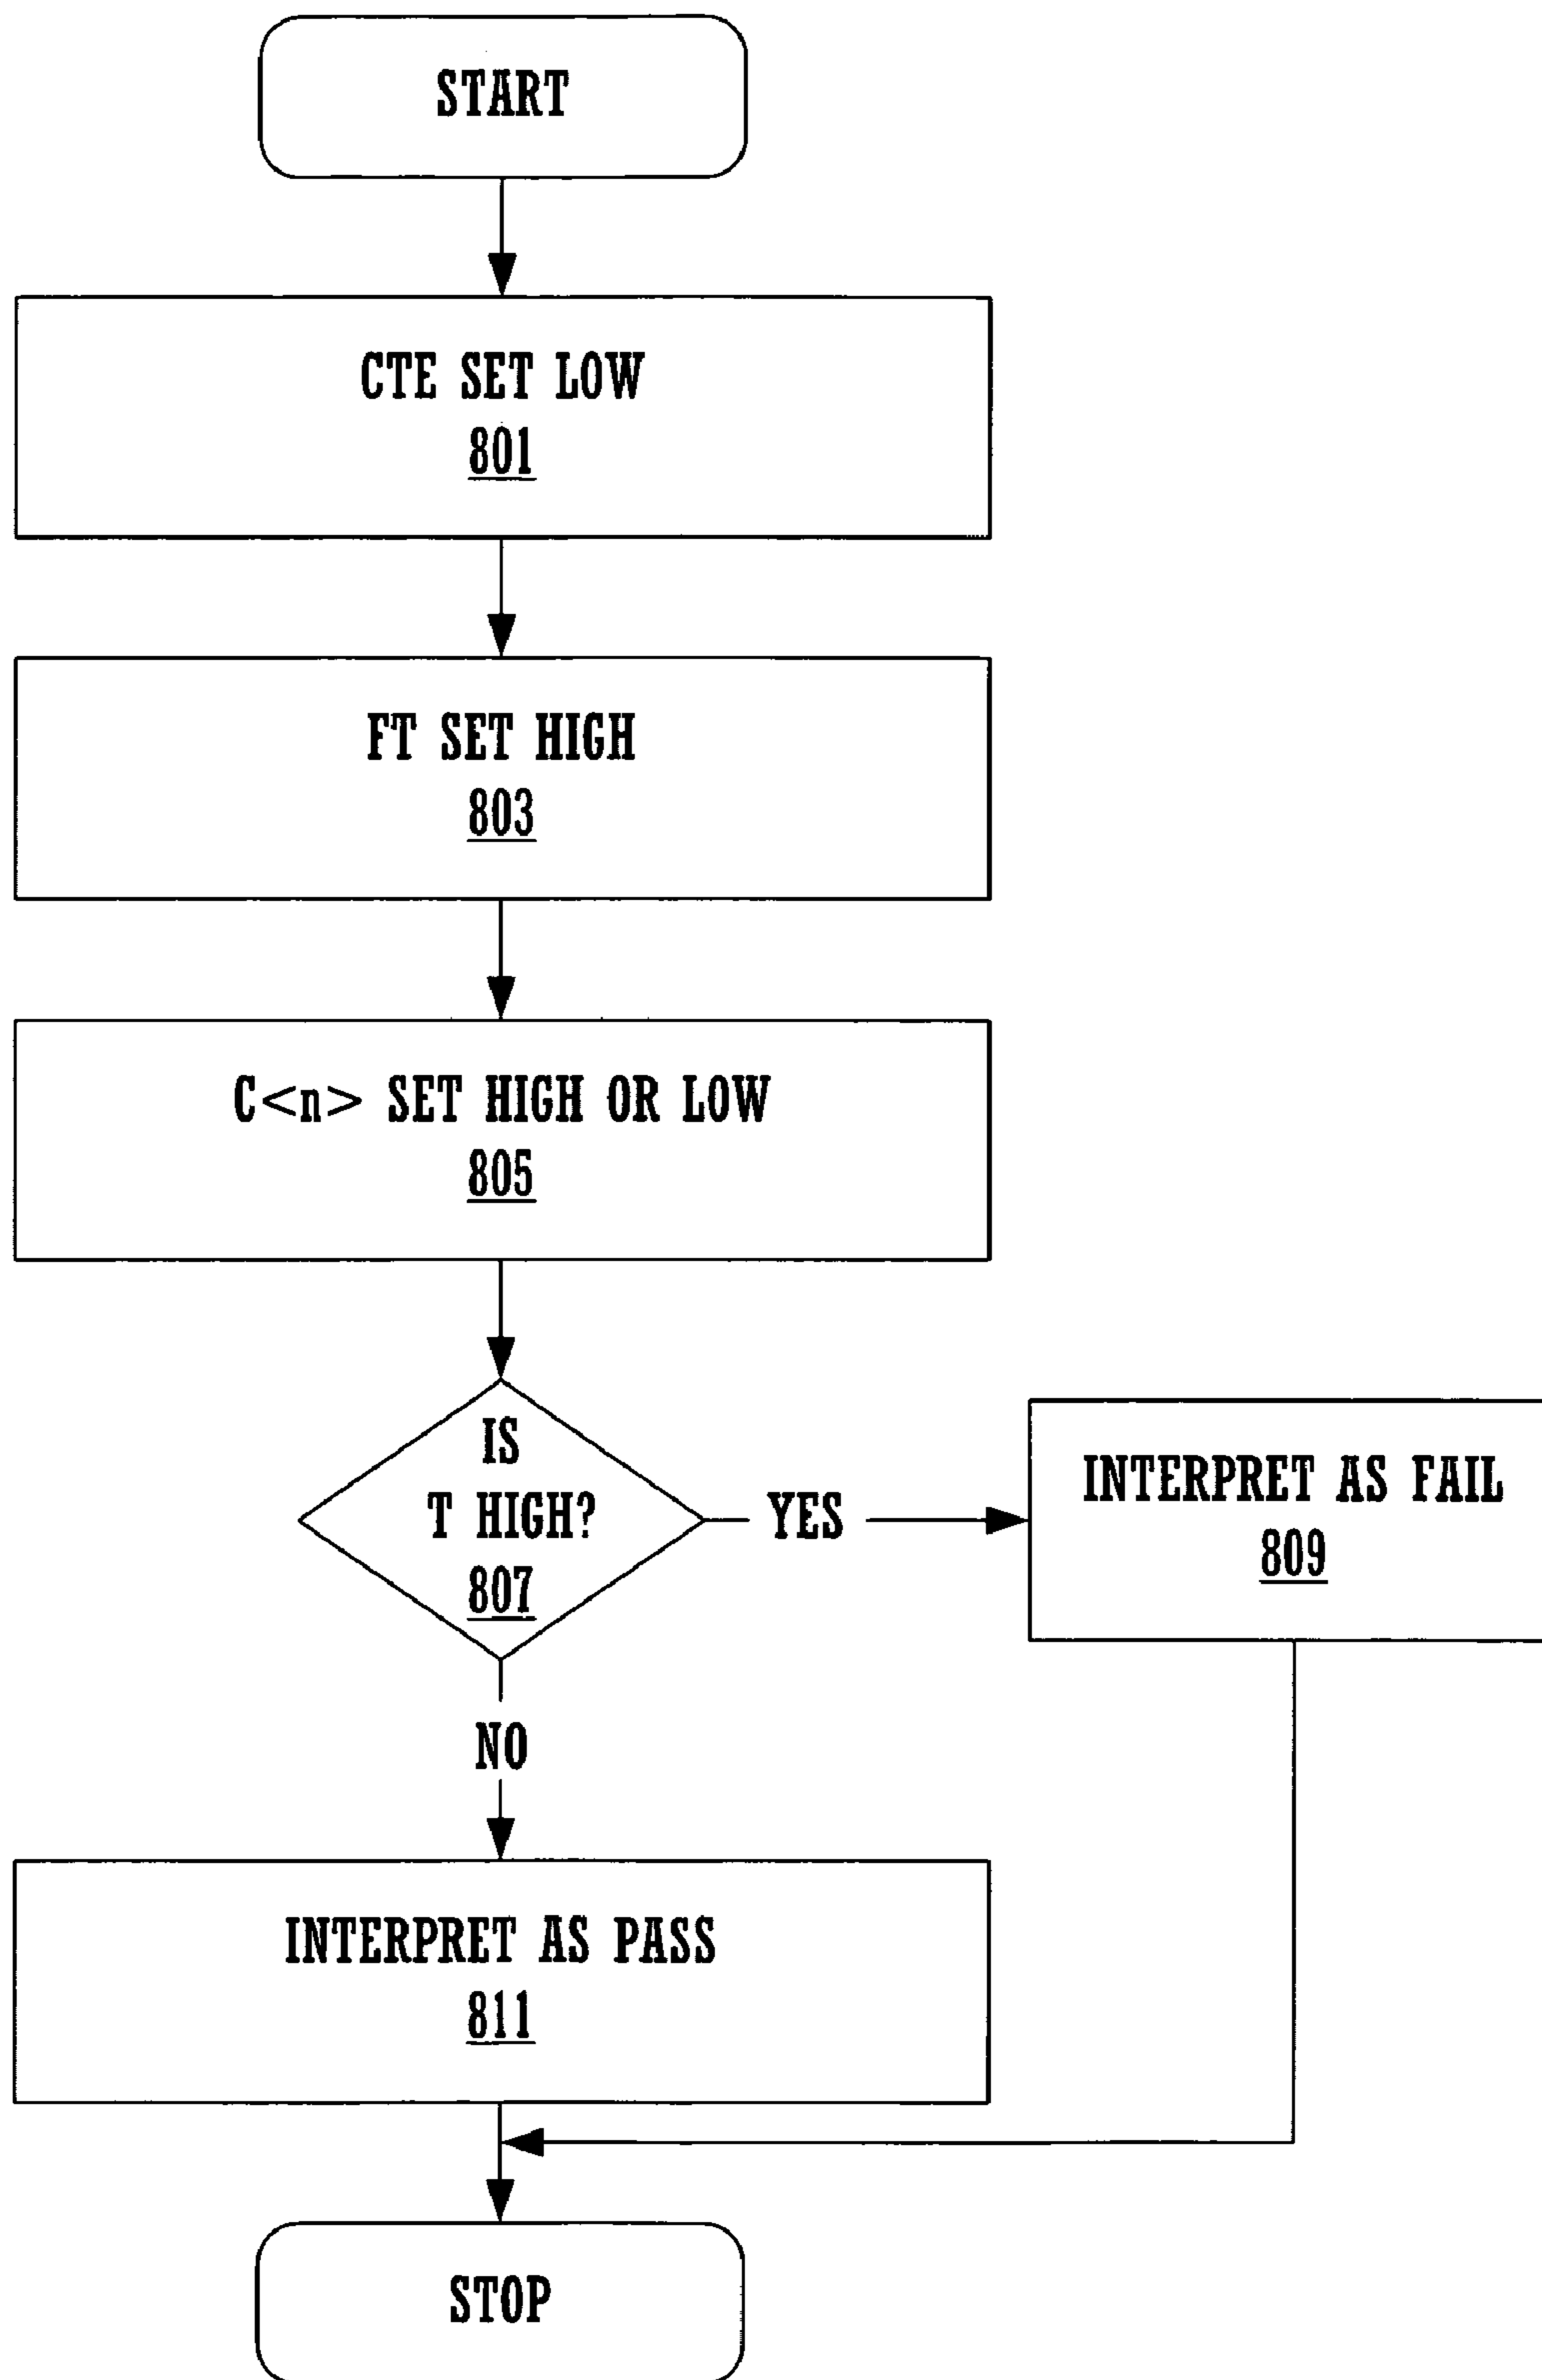 START
CTE SET LOW
801
FT SET HIGH
803
C<n> SET HIGH OR LOW
805
IS
T HIGH?
807
YES
INTERPRET AS FAIL
809
NO
INTERPRET AS PASS
811
STOP